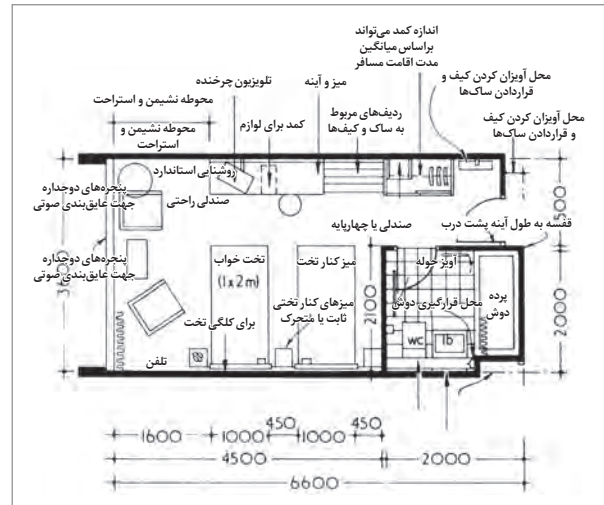 اندازه کمد می‌تواند
براساس میانگین
مدت اقامت مسافر
محل آویزان کردن کیف و
قراردادن ساک‌ها
میز و آینه
تلویزیون چرخنده
محوطه نشیمن و استراحت
ردیف‌های مربوط
به ساک و کیف‌ها
کمد برای لوازم
محل آویزان کردن کیف
و قراردادن ساک‌ها
محوطه نشیمن و
استراحت
روشنایی استاندارد
صندلی راحتی
پنجره‌های دوجداره
جهت عایق‌بندی صوتی
صندلی یا چهارپایه
قفسه به طول آینه پشت درب
پنجره‌های دوجداره
جهت عایق‌بندی صوتی
تخت خواب
(1x2m)
میز کنار تخت
آویز حوله
میزهای کنار تختی
ثابت یا متحرک
محل قرارگیری دوش
پرده
دوش
برای کلگی تخت
تلفن
wc
lb
2100
2000
450
450
1600
1000
1000
4500
2000
6600